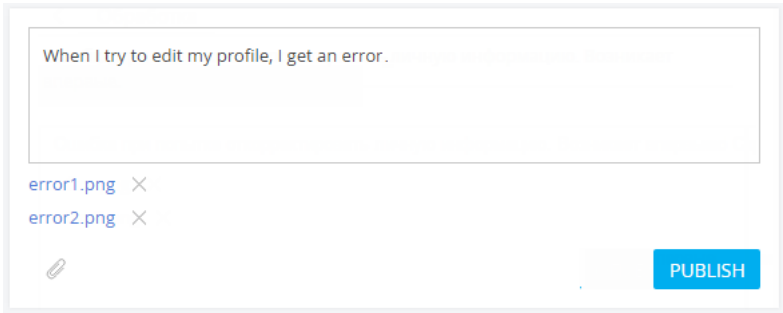 When I try to edit my profile, I get an error.
error1.png
error2.png
PUBLISH